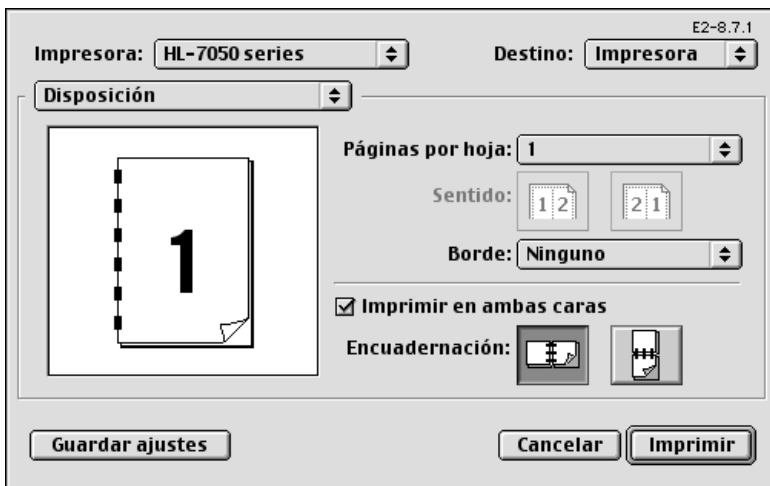 E2-8.7.1
Impresora: HL-7050 series Destino: Impresora
Disposición
1
Páginas por hoja: 1
Sentido: 1 2 2 1
Borde: Ninguno
Imprimir en ambas caras
Encuadernación:
Guardar ajustes Cancelar Imprimir